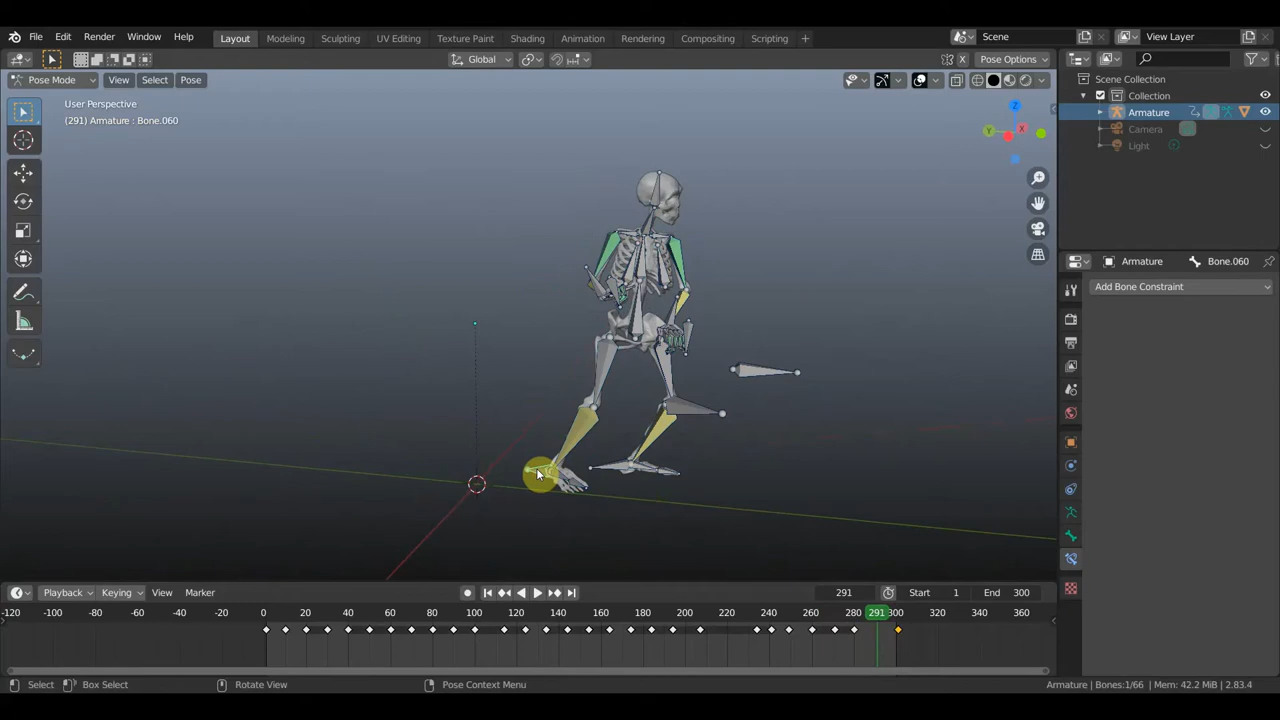 File Edit Render Window Help Layout Modeling Sculpting UV Editing Texture Paint Shading Animation Rendering Compositing Scripting + Scene View Layer
Global X Pose Options
Pose Mode View Select Pose
User Perspective
(291) Armature : Bone.060
Z
Y X
Scene Collection
Collection
Armature
Camera
Light
Armature Bone.060
Add Bone Constraint
Playback Keying View Marker 291 Start 1 End 300
-120 -100 -80 -60 -40 -20 0 20 40 60 80 100 120 140 160 180 200 220 240 260 280 291 300 320 340 360
Select Box Select Rotate View Pose Context Menu Armature | Bones:1/66 | Mem: 42.2 MiB | 2.83.4